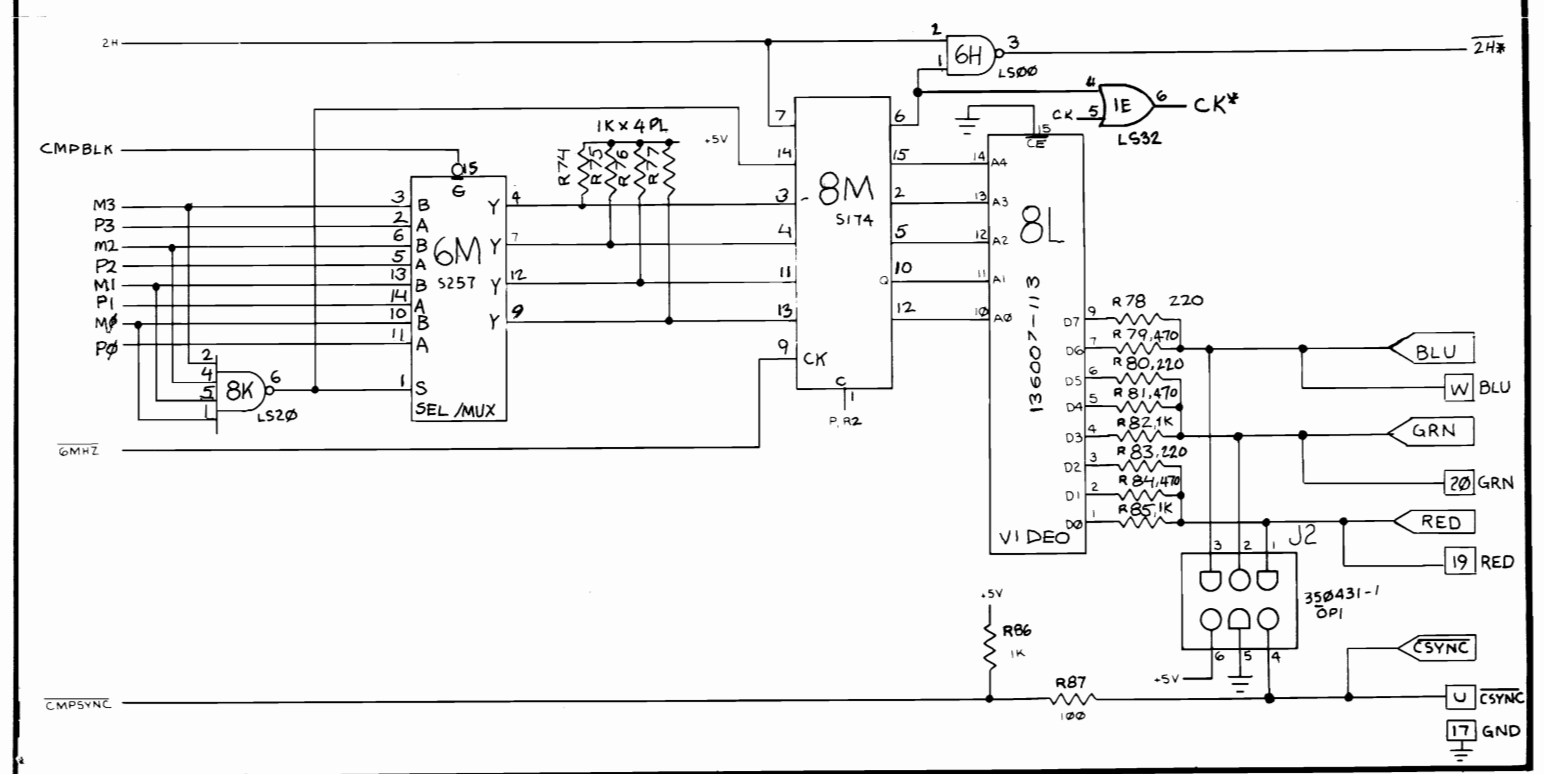 2H
2
1
6H
3
LS00
2H*
4
CK 5
1E
6
CK*
LS32
CMPBLK
15
G
1K x 4 PL
R74
R75
R76
R77
+5V
7
14
3
4
11
13
9 CK
8M
S174
6
15
2
5
Q 10
12
C
1
P.R2
15
CE
14 A4
13 A3
12 A2
11 A1
10 A0
8L
136007-113
VIDEO
M3
P3
M2
P2
M1
P1
M0
P0
3 B
2 A
6 B
5 A
13 B
14 A
10 B
11 A
1 S
6M
S257
Y 4
Y 7
Y 12
Y 9
SEL/MUX
2
4
5
1
8K
6
LS20
6MHZ
D7 9 R78 220
D6 7 R79,470
D5 6 R80,220
D4 5 R81,470
D3 4 R82,1K
D2 3 R83,220
D1 2 R84,470
D0 1 R85,1K
BLU
W BLU
GRN
20 GRN
RED
19 RED
J2
3 2 1
350431-1
OP1
6 5 4
+5V
+5V
R86
1K
R87
100
CMPSYNC
CSYNC
U CSYNC
17 GND